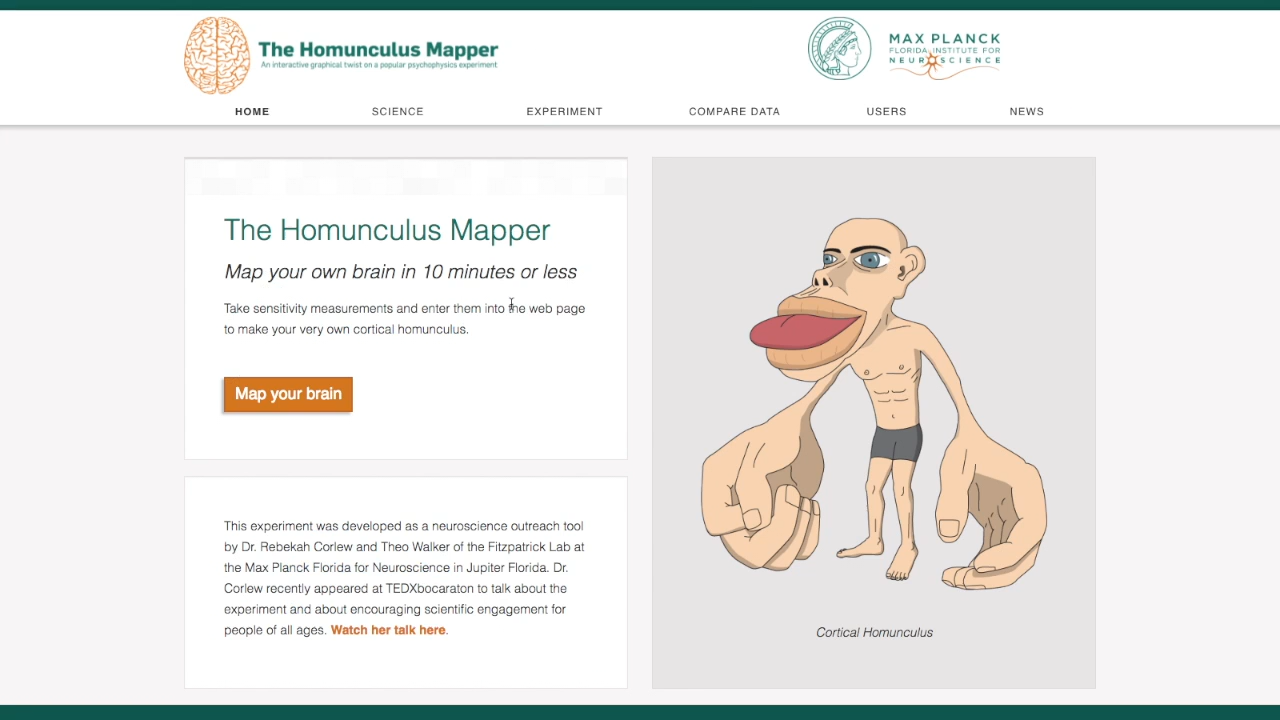 The Homunculus Mapper
An interactive graphical twist on a popular psychophysics experiment
MAX PLANCK
FLORIDA INSTITUTE FOR
NEUROSCIENCE
HOME
SCIENCE
EXPERIMENT
COMPARE DATA
USERS
NEWS
The Homunculus Mapper
Map your own brain in 10 minutes or less
Take sensitivity measurements and enter them into the web page
to make your very own cortical homunculus.
Map your brain
This experiment was developed as a neuroscience outreach tool
by Dr. Rebekah Corlew and Theo Walker of the Fitzpatrick Lab at
the Max Planck Florida for Neuroscience in Jupiter Florida. Dr.
Corlew recently appeared at TEDXbocaraton to talk about the
experiment and about encouraging scientific engagement for
people of all ages. Watch her talk here.
Cortical Homunculus